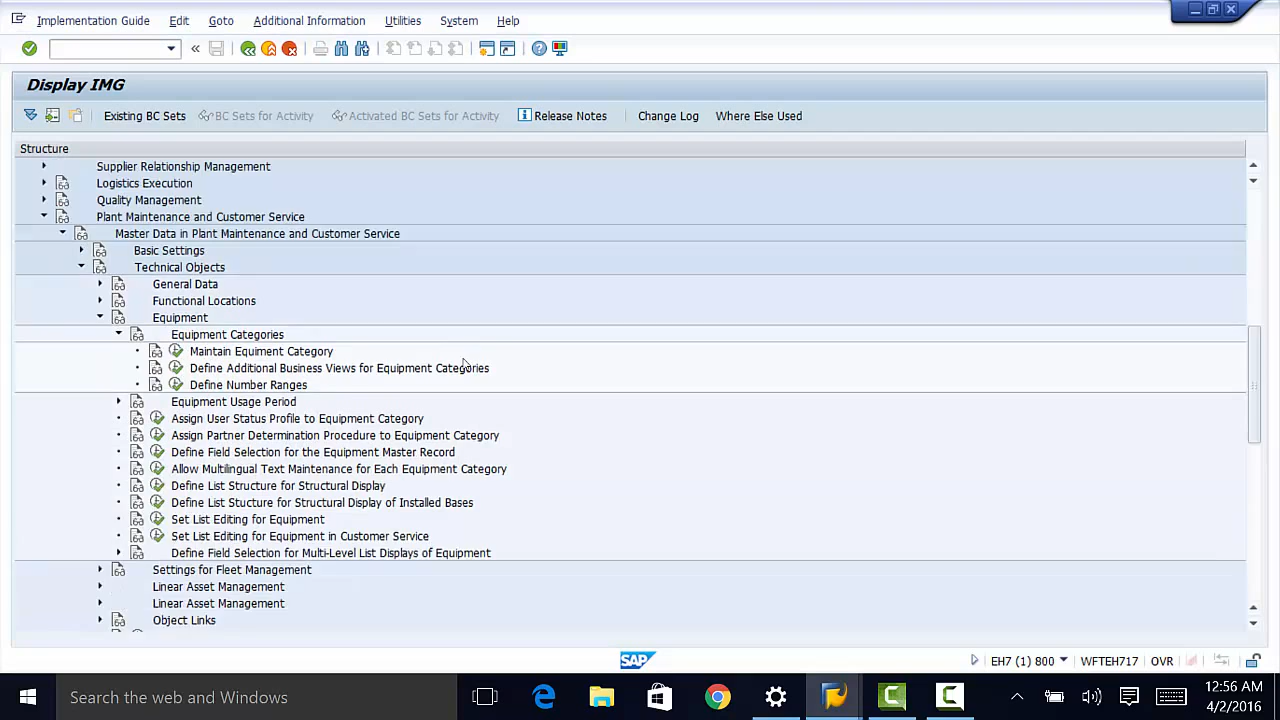 Implementation Guide Edit Goto Additional Information Utilities System Help
Display IMG
Existing BC Sets BC Sets for Activity Activated BC Sets for Activity Release Notes Change Log Where Else Used
Structure
Supplier Relationship Management
Logistics Execution
Quality Management
Plant Maintenance and Customer Service
Master Data in Plant Maintenance and Customer Service
Basic Settings
Technical Objects
General Data
Functional Locations
Equipment
Equipment Categories
Maintain Equiment Category
Define Additional Business Views for Equipment Categories
Define Number Ranges
Equipment Usage Period
Assign User Status Profile to Equipment Category
Assign Partner Determination Procedure to Equipment Category
Define Field Selection for the Equipment Master Record
Allow Multilingual Text Maintenance for Each Equipment Category
Define List Structure for Structural Display
Define List Stucture for Structural Display of Installed Bases
Set List Editing for Equipment
Set List Editing for Equipment in Customer Service
Define Field Selection for Multi-Level List Displays of Equipment
Settings for Fleet Management
Linear Asset Management
Linear Asset Management
Object Links
SAP EH7 (1) 800 WFTEH717 OVR
Search the web and Windows 12:56 AM
4/2/2016